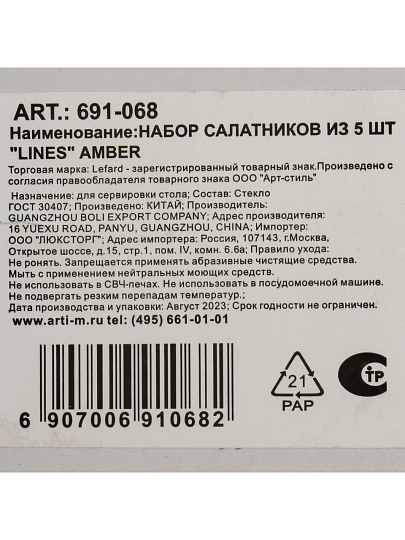 ART.: 691-068
Наименование:НАБОР САЛАТНИКОВ ИЗ 5 ШТ
"LINES" AMBER
Торговая марка: Lefard - зарегистрированный товарный знак.Произведено с
согласия правообладателя товарного знака ООО "Арт-стиль"
Назначение: для сервировки стола; Состав: Стекло
ГОСТ 30407; Произведено: КИТАЙ; Производитель:
GUANGZHOU BOLI EXPORT COMPANY; Адрес производителя:
16 YUEXU ROAD, PANYU, GUANGZHOU, CHINA; Импортер:
ООО "ЛЮКСТОРГ"; Адрес импортера: Россия, 107143, г.Москва,
Открытое шоссе, д.15, стр.1, пом. IV, комн. 6.6а; Правило ухода:
Не ронять. Запрещается применять абразивные чистящие средства.
Мыть с применением нейтральных моющих средств.
Не использовать в СВЧ-печах. Не использовать в посудомоечной машине.
Не подвергать резким перепадам температур.;
Дата производства и упаковки: Август 2023; Срок годности не ограничен.
www.arti-m.ru tel: (495) 661-01-01
6 907006 910682
21
PAP
СТР